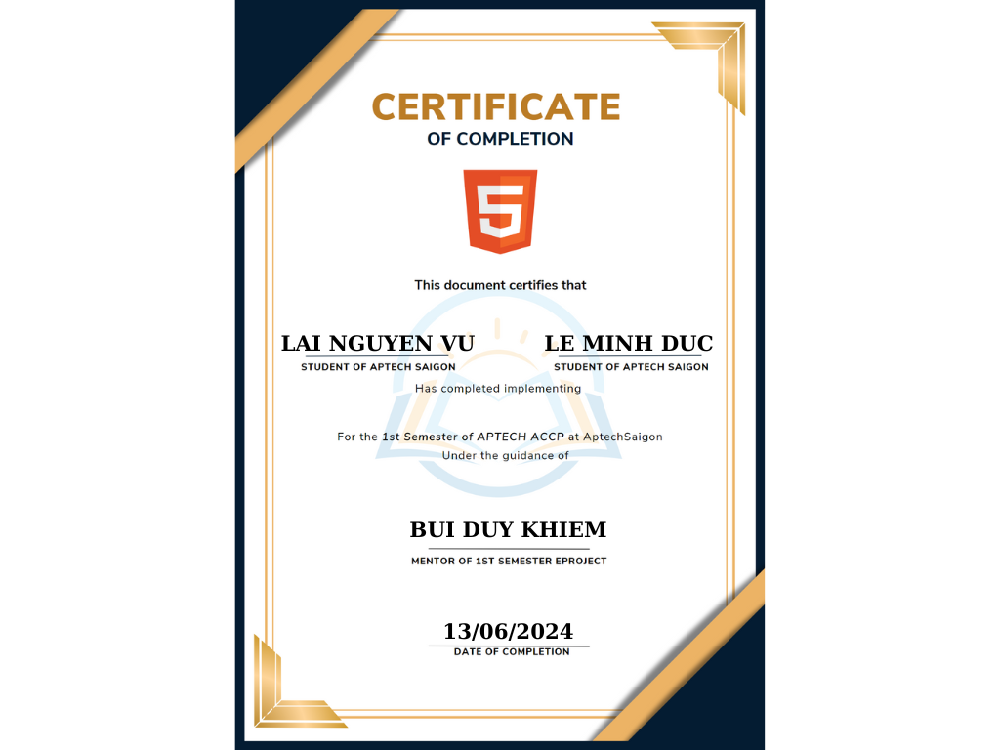 CERTIFICATE
OF COMPLETION
5
This document certifies that
LAI NGUYEN VU LE MINH DUC
STUDENT OF APTECH SAIGON STUDENT OF APTECH SAIGON
Has completed implementing
For the 1st Semester of APTECH ACCP at AptechSaigon
Under the guidance of
BUI DUY KHIEM
MENTOR OF 1ST SEMESTER EPROJECT
13/06/2024
DATE OF COMPLETION